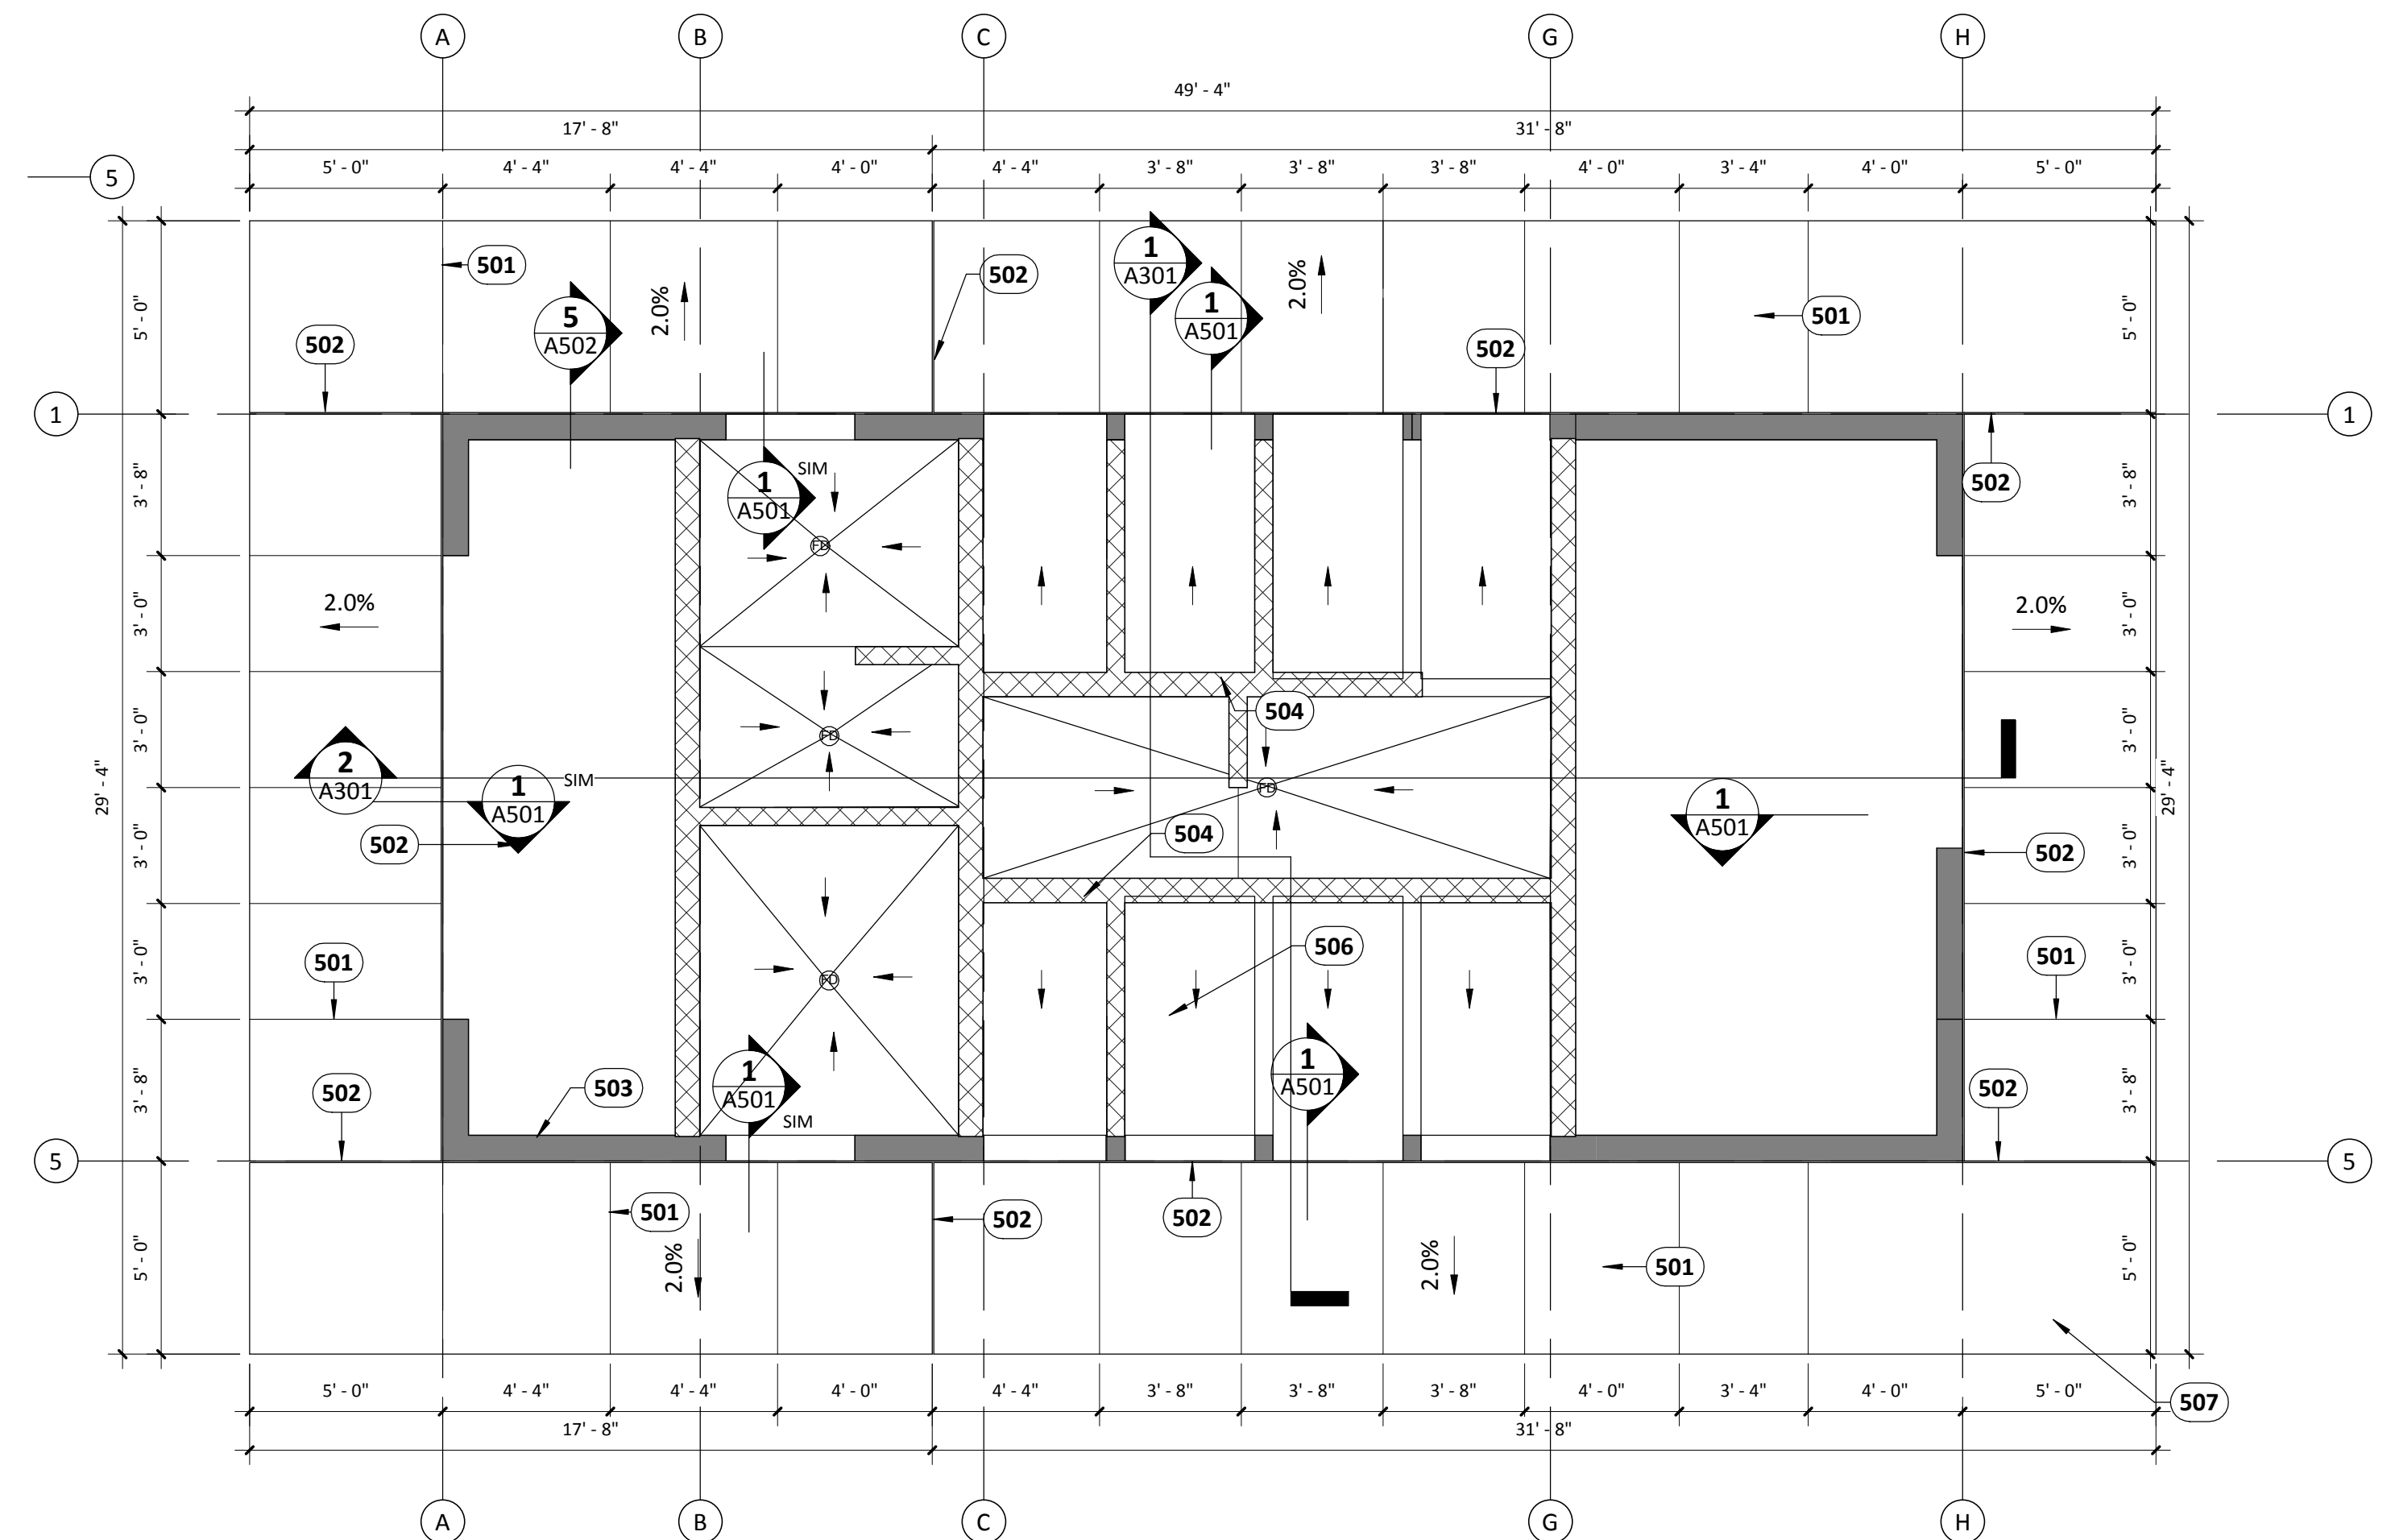 A B C G H
49' - 4"
17' - 8" 31' - 8"
5' - 0" 4' - 4" 4' - 4" 4' - 0" 4' - 4" 3' - 8" 3' - 8" 3' - 8" 4' - 0" 3' - 4" 4' - 0" 5' - 0"
5
501
502
1
A301
2.0%
5
A502
2.0%
1
A501
501
5' - 0"
5' - 0"
502
502
1
1
SIM
1
A501
3' - 8"
502
3' - 8"
FD
2.0%
3' - 0"
2.0%
3' - 0"
504
FD
3' - 0"
3' - 0"
29' - 4"
29' - 4"
2
A301
1
A501
SIM
FD
1
A501
504
502
3' - 0"
502
3' - 0"
506
501
3' - 0"
501
3' - 0"
FD
1
A501
SIM
1
A501
503
502
3' - 8"
502
3' - 8"
5
5
501
502
502
2.0%
2.0%
501
5' - 0"
5' - 0"
5' - 0" 4' - 4" 4' - 4" 4' - 0" 4' - 4" 3' - 8" 3' - 8" 3' - 8" 4' - 0" 3' - 4" 4' - 0" 5' - 0"
507
17' - 8" 31' - 8"
A B C G H